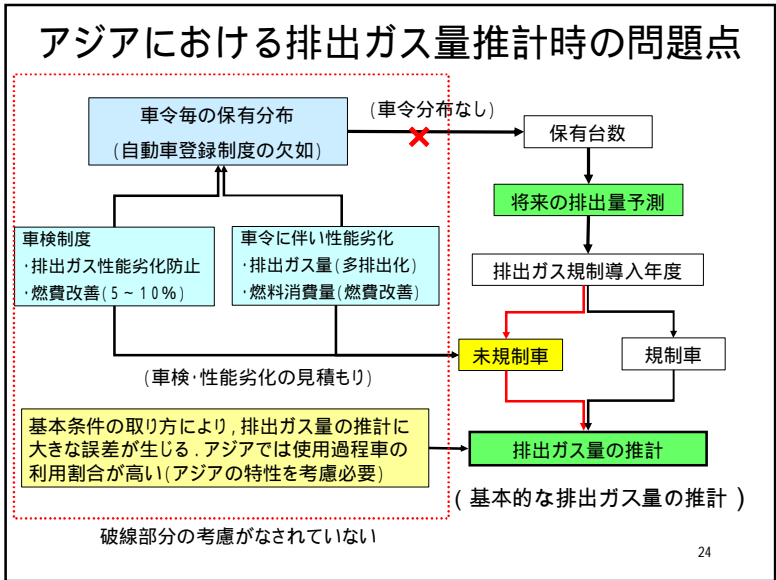 アジアにおける排出ガス量推計時の問題点
車令毎の保有分布
(自動車登録制度の欠如)
(車令分布なし)
保有台数
将来の排出量予測
車検制度
・排出ガス性能劣化防止
・燃費改善(5~10%)
車令に伴い性能劣化
・排出ガス量(多排出化)
・燃料消費量(燃費改善)
排出ガス規制導入年度
未規制車
規制車
(車検・性能劣化の見積もり)
基本条件の取り方により,排出ガス量の推計に
大きな誤差が生じる.アジアでは使用過程車の
利用割合が高い(アジアの特性を考慮必要)
排出ガス量の推計
(基本的な排出ガス量の推計)
破線部分の考慮がなされていない
24